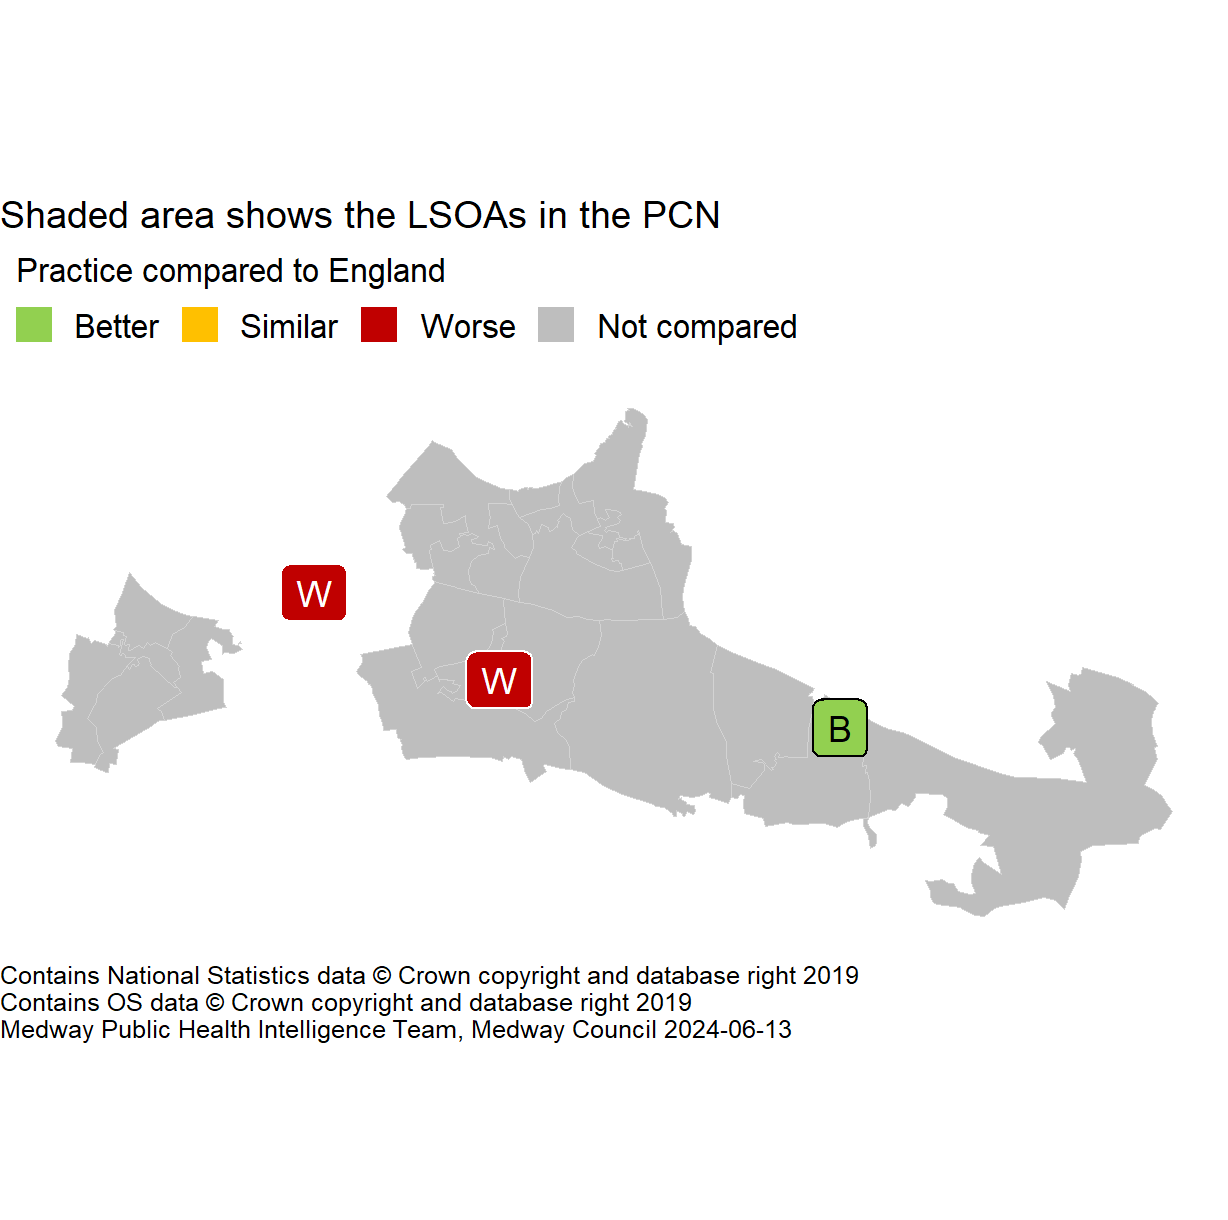 Shaded area shows the LSOAs in the PCN
Practice compared to England
Better Similar Worse Not compared
W
W
B
Contains National Statistics data © Crown copyright and database right 2019
Contains OS data © Crown copyright and database right 2019
Medway Public Health Intelligence Team, Medway Council 2024-06-13